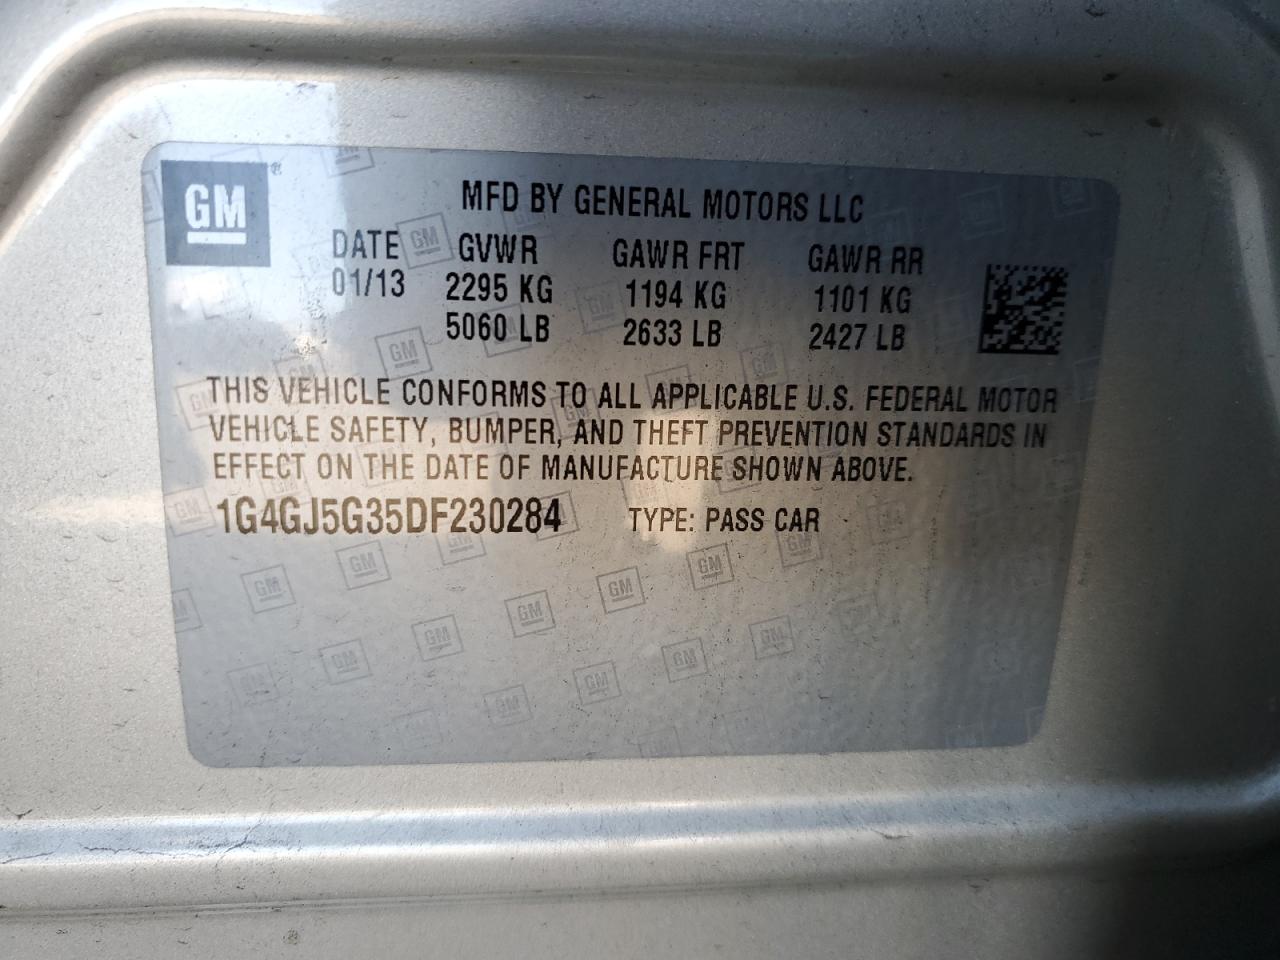 GM
MFD BY GENERAL MOTORS LLC
DATE GVWR GAWR FRT GAWR RR
01/13 2295 KG 1194 KG 1101 KG
5060 LB 2633 LB 2427 LB
THIS VEHICLE CONFORMS TO ALL APPLICABLE U.S. FEDERAL MOTOR
VEHICLE SAFETY, BUMPER, AND THEFT PREVENTION STANDARDS IN
EFFECT ON THE DATE OF MANUFACTURE SHOWN ABOVE.
1G4GJ5G35DF230284 TYPE: PASS CAR